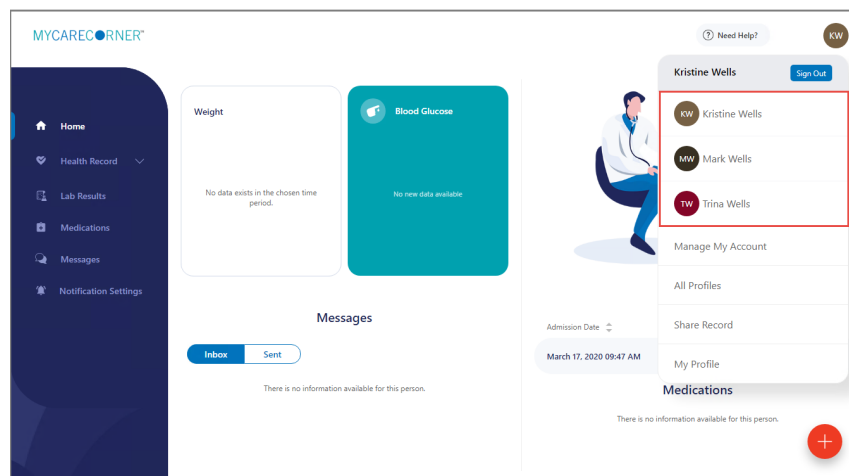 MYCARECORNER™
Need Help?
KW
Kristine Wells
Sign Out
KW Kristine Wells
MW Mark Wells
TW Trina Wells
Manage My Account
All Profiles
Share Record
My Profile
Home
Health Record
Lab Results
Medications
Messages
Notification Settings
Weight
No data exists in the chosen time
period.
Blood Glucose
No new data available
Messages
Inbox Sent
There is no information available for this person.
Admission Date
March 17, 2020 09:47 AM
Medications
There is no information available for this person.